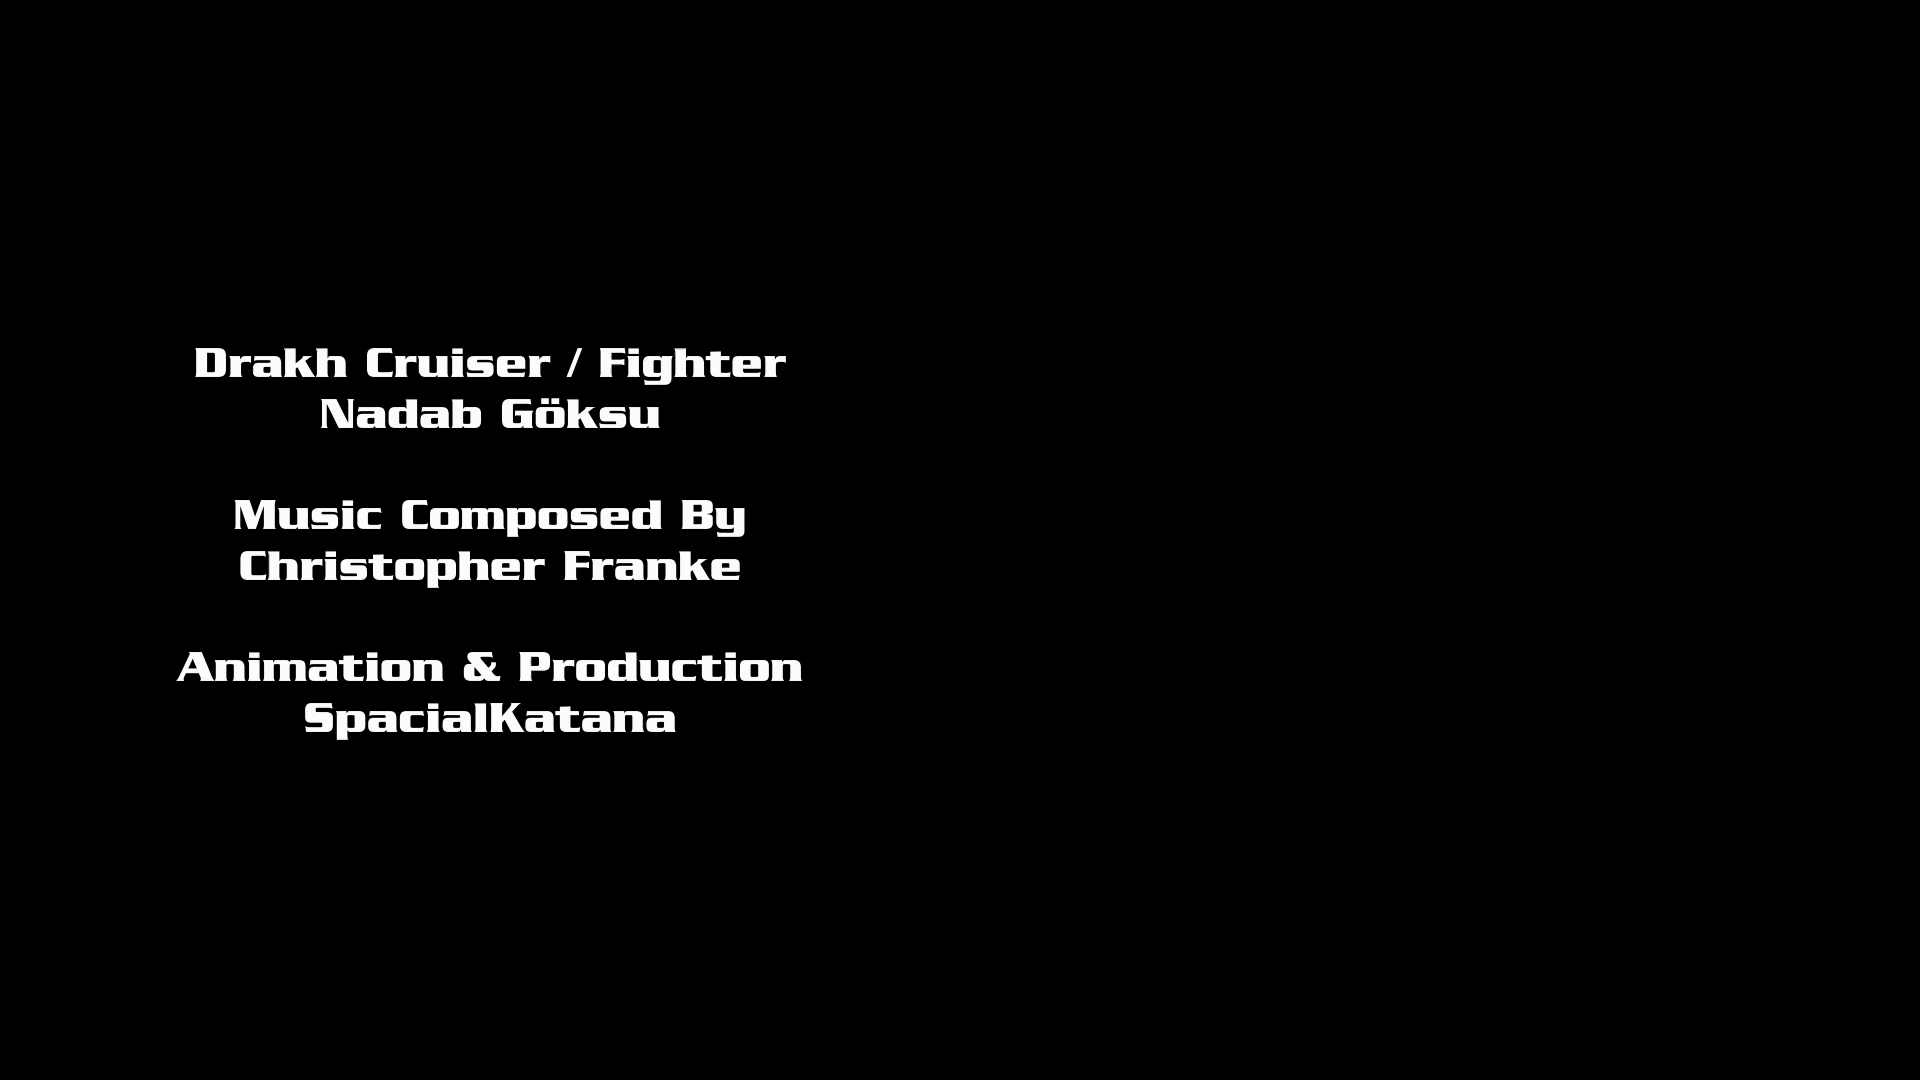 Drakh Cruiser / Fighter
Nadab Göksu
Music Composed By
Christopher Franke
Animation & Production
SpacialKatana